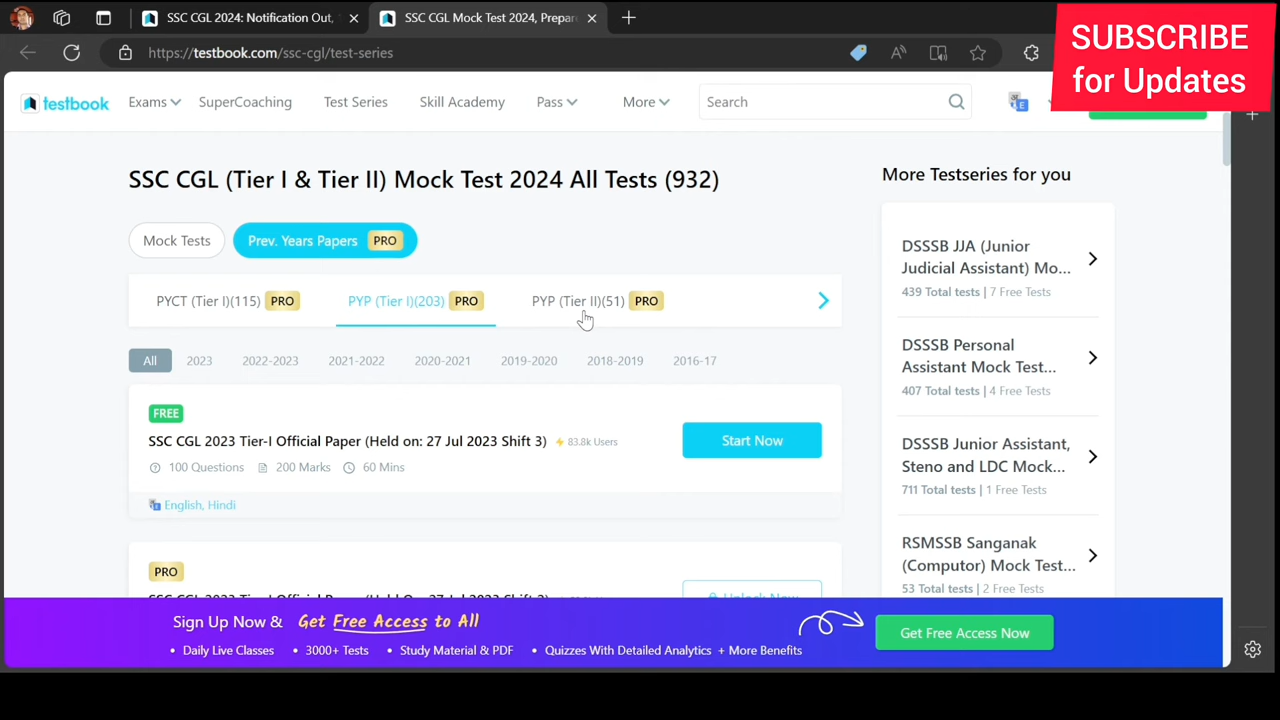 SSC CGL 2024: Notification Out,
SSC CGL Mock Test 2024, Prepar
SUBSCRIBE
for Updates
https://testbook.com/ssc-cgl/test-series
testbook
Exams
SuperCoaching
Test Series
Skill Academy
Pass
More
Search
SSC CGL (Tier I & Tier II) Mock Test 2024 All Tests (932)
Mock Tests
Prev. Years Papers PRO
PYCT (Tier I)(115) PRO
PYP (Tier I)(203) PRO
PYP (Tier II)(51) PRO
All
2023
2022-2023
2021-2022
2020-2021
2019-2020
2018-2019
2016-17
FREE
SSC CGL 2023 Tier-I Official Paper (Held on: 27 Jul 2023 Shift 3)
83.8k Users
100 Questions
200 Marks
60 Mins
Start Now
English, Hindi
PRO
More Testseries for you
DSSSB JJA (Junior
Judicial Assistant) Mo...
439 Total tests | 7 Free Tests
DSSSB Personal
Assistant Mock Test...
407 Total tests | 4 Free Tests
DSSSB Junior Assistant,
Steno and LDC Mock...
711 Total tests | 1 Free Tests
RSMSSB Sanganak
(Computor) Mock Test...
53 Total tests | 2 Free Tests
Sign Up Now & Get Free Access to All
• Daily Live Classes • 3000+ Tests • Study Material & PDF • Quizzes With Detailed Analytics + More Benefits
Get Free Access Now